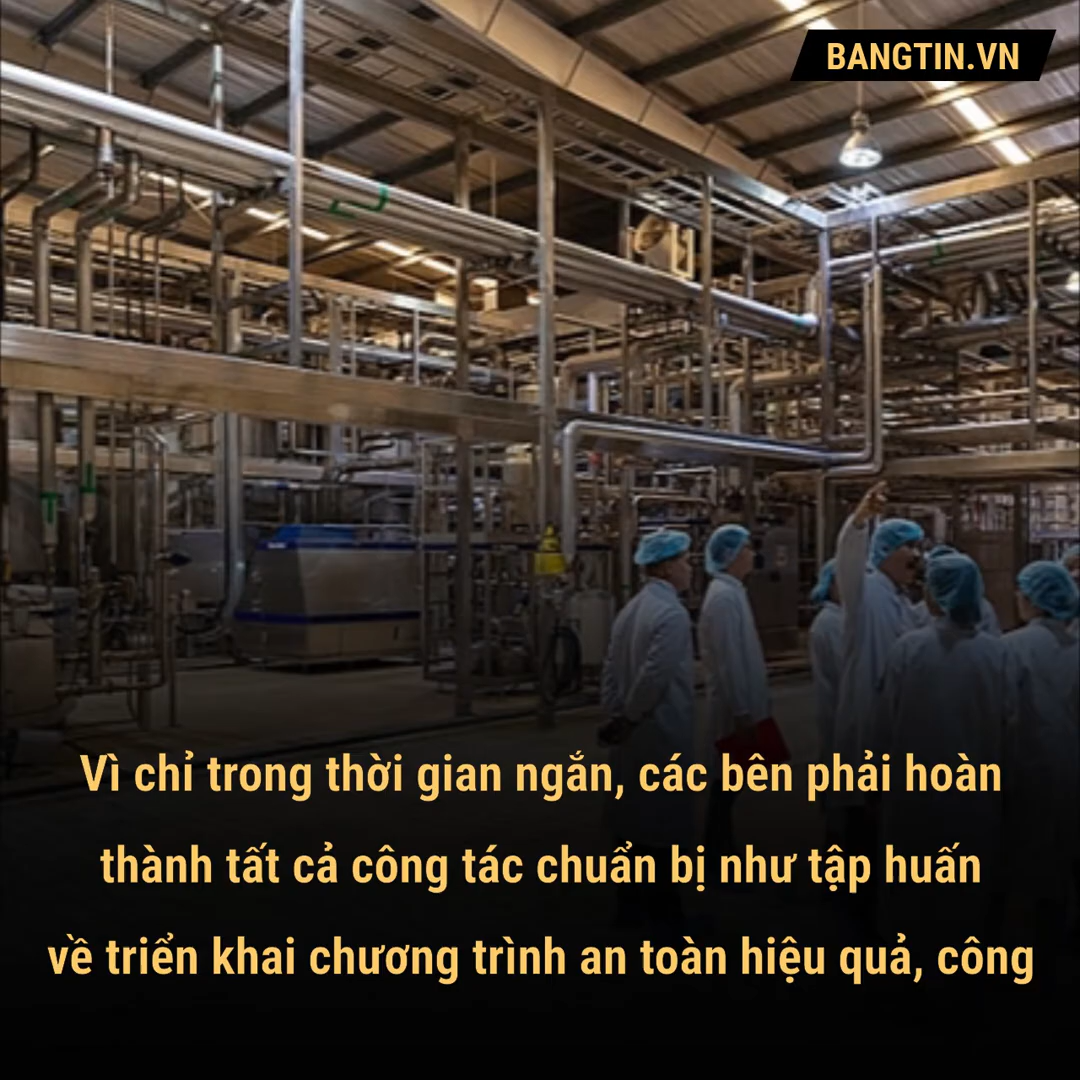 BANGTIN.VN
Vì chỉ trong thời gian ngắn, các bên phải hoàn
thành tất cả công tác chuẩn bị như tập huấn
về triển khai chương trình an toàn hiệu quả, công